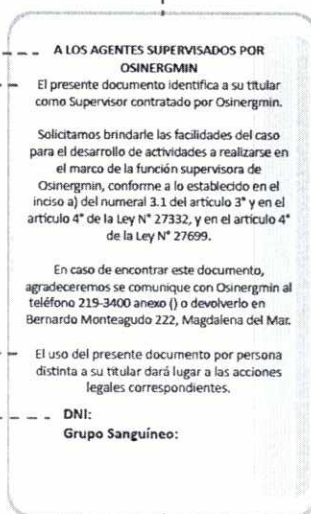 A LOS AGENTES SUPERVISADOS POR
OSINERGMIN
El presente documento identifica a su titular
como Supervisor contratado por Osinergmin.
Solicitamos brindarle las facilidades del caso
para el desarrollo de actividades a realizarse en
el marco de la función supervisora de
Osinergmin, conforme a lo establecido en el
inciso a) del numeral 3.1 del artículo 3° y en el
artículo 4° de la Ley N° 27332, y en el artículo 4°
de la Ley N° 27699.
En caso de encontrar este documento,
agradeceremos se comunique con Osinergmin al
teléfono 219-3400 anexo () o devolverlo en
Bernardo Monteagudo 222, Magdalena del Mar.
El uso del presente documento por persona
distinta a su titular dará lugar a las acciones
legales correspondientes.
DNI:
Grupo Sanguíneo: